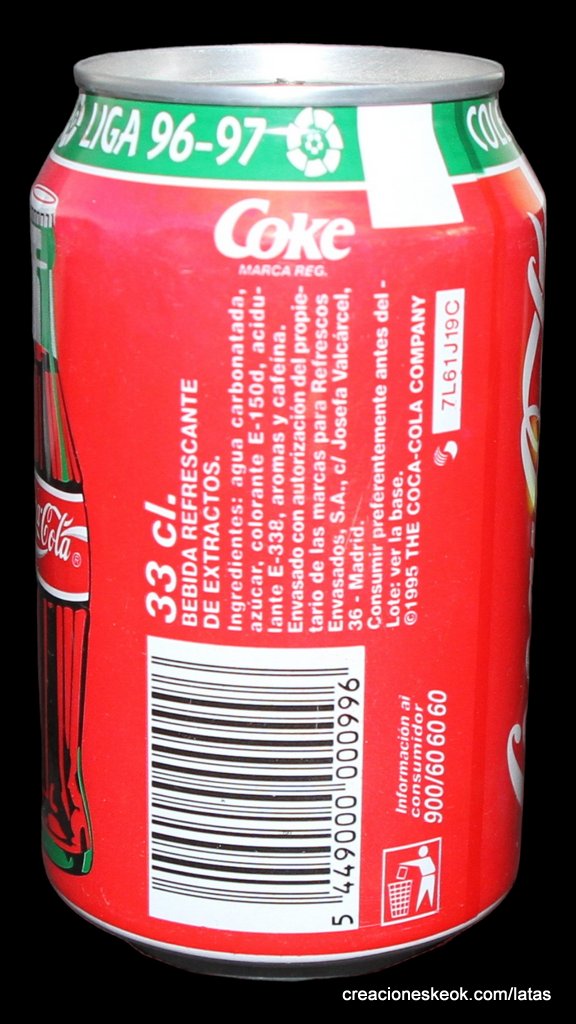 LIGA 96-97
COL
Coke
MARCA REG.
33 cl.
BEBIDA REFRESCANTE
DE EXTRACTOS.
Ingredientes: agua carbonatada,
azúcar, colorante E-150d, acidu-
lante E-338, aromas y cafeína.
Envasado con autorización del propie-
tario de las marcas para Refrescos
Envasados, S.A., c/ Josefa Valcárcel,
36 - Madrid.
Consumir preferentemente antes del -
Lote: ver la base.
©1995 THE COCA-COLA COMPANY
7L61J19C
Coca-Cola®
5 449000 000996
Información al
consumidor
900/60 60 60
creacioneskeok.com/latas